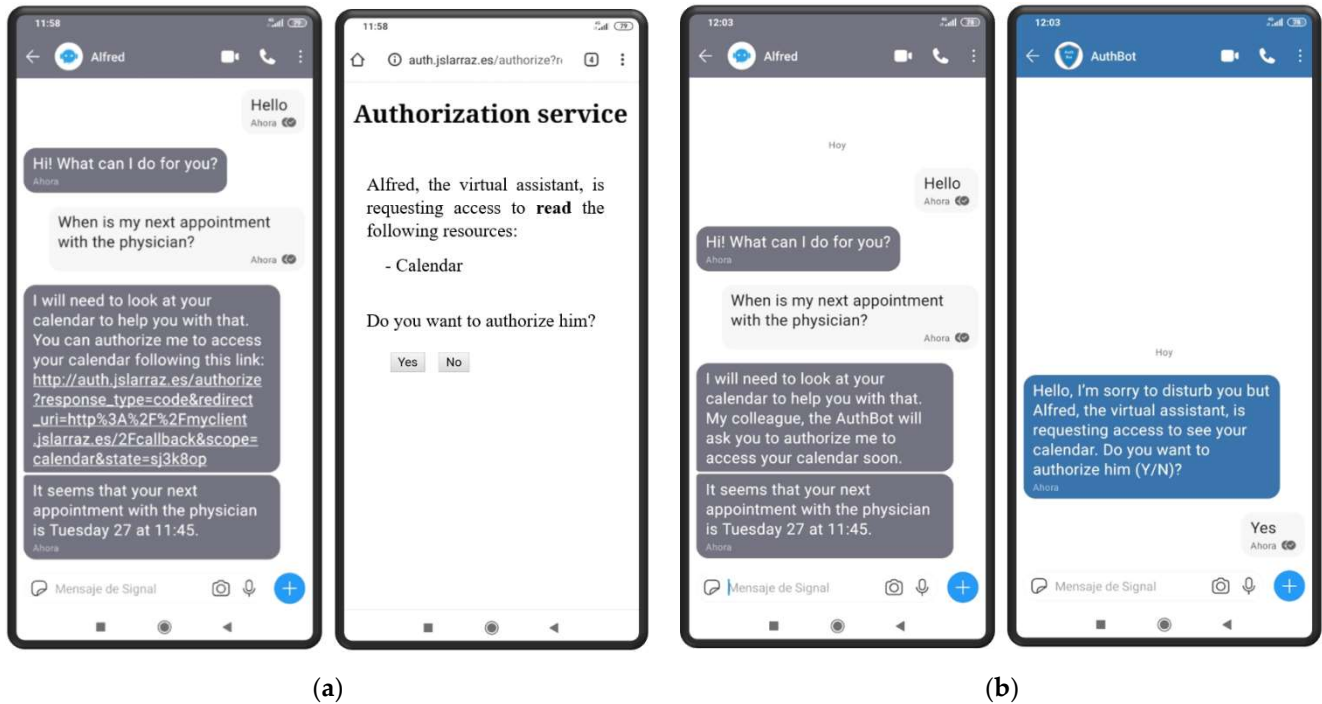 11:58
79
Alfred
Hello
Ahora
Hi! What can I do for you?
Ahora
When is my next appointment
with the physician?
Ahora
I will need to look at your
calendar to help you with that.
You can authorize me to access
your calendar following this link:
http://auth.jslarraz.es/authorize
?response_type=code&redirect
_uri=http%3A%2F%2Fmyclient
.jslarraz.es/2Fcallback&scope=
calendar&state=sj3k8op
It seems that your next
appointment with the physician
is Tuesday 27 at 11:45.
Ahora
Mensaje de Signal
11:58
79
auth.jslarraz.es/authorize?r
4
Authorization service
Alfred, the virtual assistant, is
requesting access to read the
following resources:
- Calendar
Do you want to authorize him?
Yes No
(a)
12:03
Alfred
Hoy
Hello
Ahora
Hi! What can I do for you?
Ahora
When is my next appointment
with the physician?
Ahora
I will need to look at your
calendar to help you with that.
My colleague, the AuthBot will
ask you to authorize me to
access your calendar soon.
It seems that your next
appointment with the physician
is Tuesday 27 at 11:45.
Ahora
Mensaje de Signal
12:03
AuthBot
Hoy
Hello, I'm sorry to disturb you but
Alfred, the virtual assistant, is
requesting access to see your
calendar. Do you want to
authorize him (Y/N)?
Ahora
Yes
Ahora
Mensaje de Signal
(b)